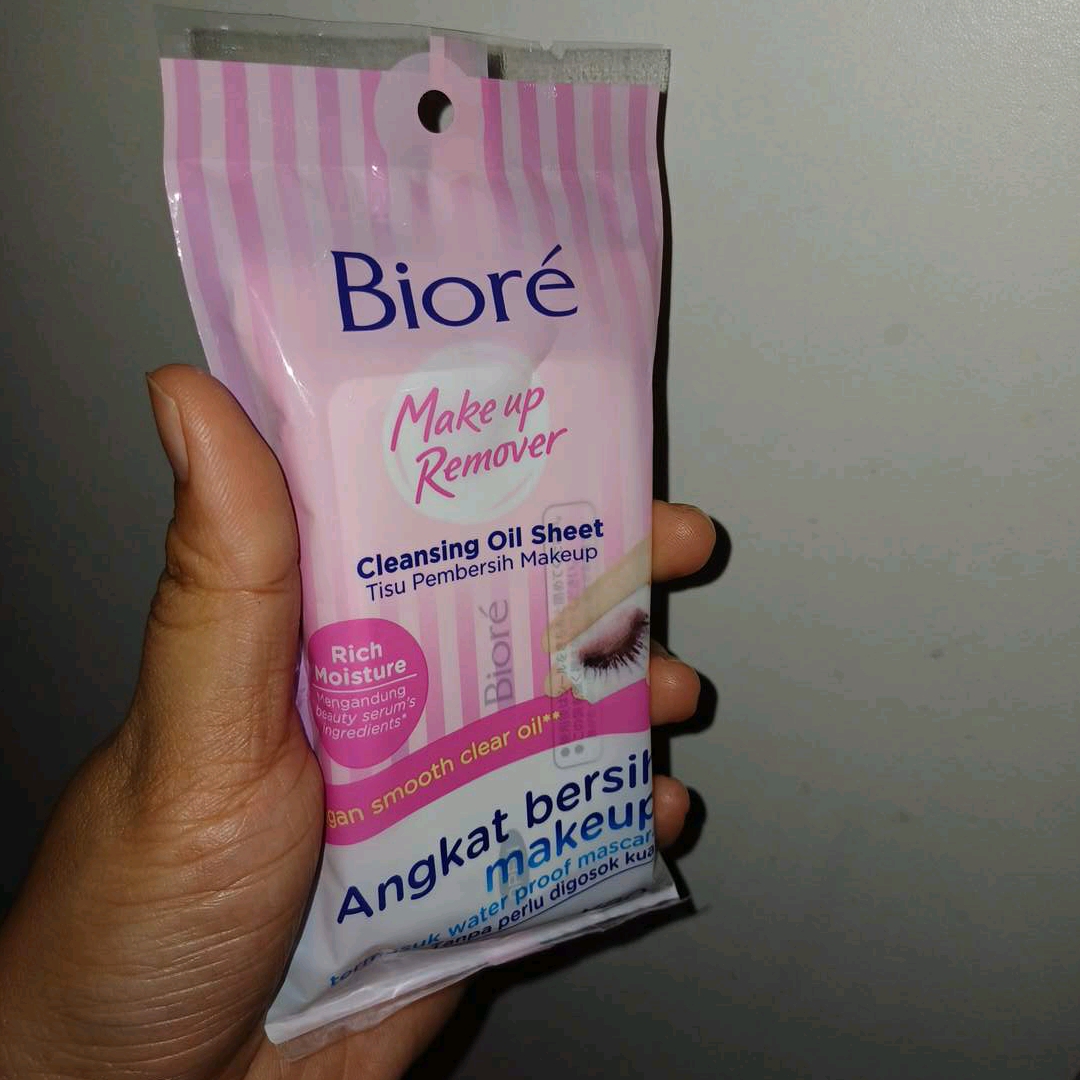 Bioré
Make up
Remover
Cleansing Oil Sheet
Tisu Pembersih Makeup
Rich
Moisture
Mengandung
beauty serum's
ingredients*
Bioré
smooth clear oil**
Angkat bersih
makeup
water proof
Tanpa perlu digosok